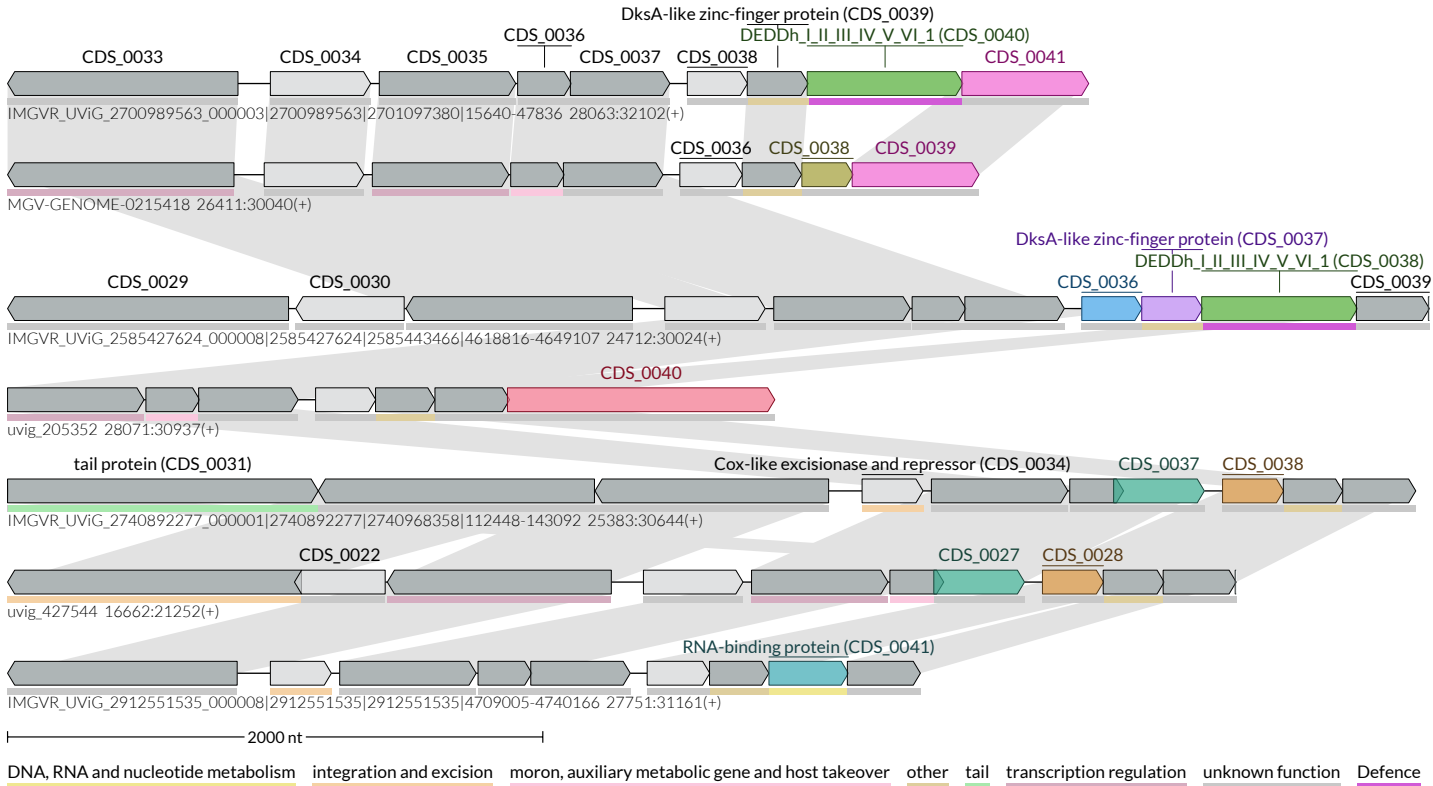 DksA-like zinc-finger protein (CDS_0039)
CDS_0036 DEDDh_I_II_III_IV_V_VI_1 (CDS_0040)
CDS_0033 CDS_0034 CDS_0035 CDS_0037 CDS_0038 CDS_0041
IMGVR_UViG_2700989563_000003|2700989563|2701097380|15640-47836 28063:32102(+)
CDS_0036 CDS_0038 CDS_0039
MGV-GENOME-0215418 26411:30040(+)
DksA-like zinc-finger protein (CDS_0037)
DEDDh_I_II_III_IV_V_VI_1 (CDS_0038)
CDS_0029 CDS_0030 CDS_0036 CDS_0039
IMGVR_UViG_2585427624_000008|2585427624|2585443466|4618816-4649107 24712:30024(+)
CDS_0040
uvig_205352 28071:30937(+)
tail protein (CDS_0031) Cox-like excisionase and repressor (CDS_0034) CDS_0037 CDS_0038
IMGVR_UViG_2740892277_000001|2740892277|2740968358|112448-143092 25383:30644(+)
CDS_0022 CDS_0027 CDS_0028
uvig_427544 16662:21252(+)
RNA-binding protein (CDS_0041)
IMGVR_UViG_2912551535_000008|2912551535|2912551535|4709005-4740166 27751:31161(+)
2000 nt
DNA, RNA and nucleotide metabolism integration and excision moron, auxiliary metabolic gene and host takeover other tail transcription regulation unknown function Defence